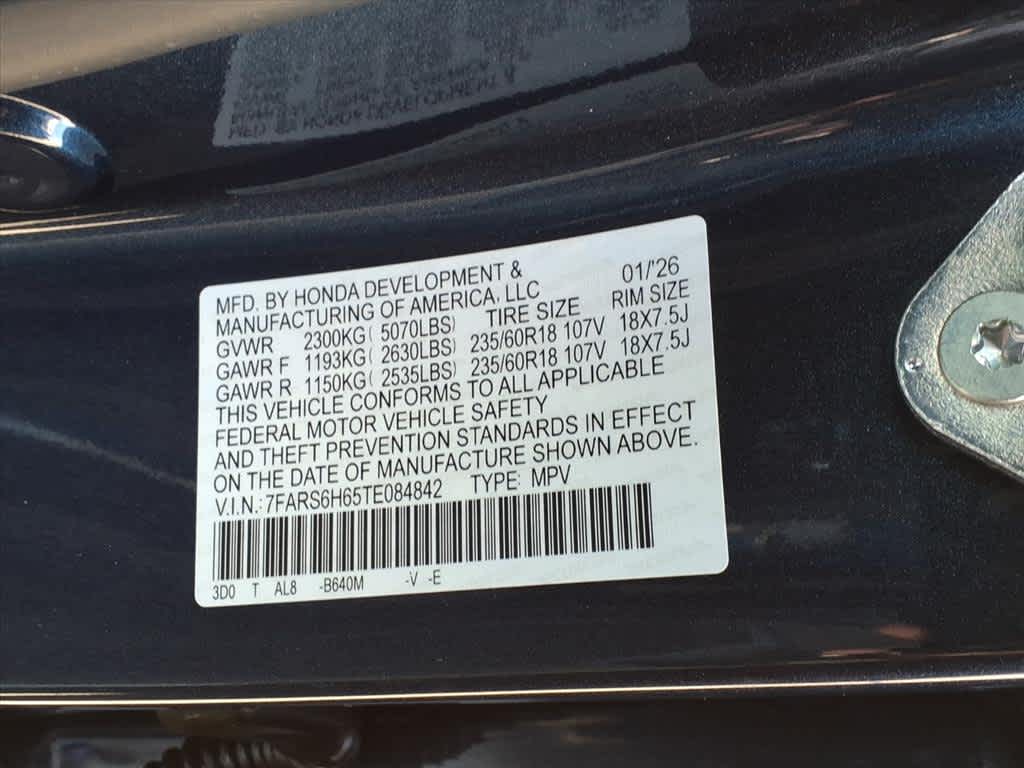 MFD. BY HONDA DEVELOPMENT & 01/'26
MANUFACTURING OF AMERICA, LLC
GVWR 2300KG( 5070LBS) TIRE SIZE RIM SIZE
GAWR F 1193KG( 2630LBS) 235/60R18 107V 18X7.5J
GAWR R 1150KG( 2535LBS) 235/60R18 107V 18X7.5J
THIS VEHICLE CONFORMS TO ALL APPLICABLE
FEDERAL MOTOR VEHICLE SAFETY
AND THEFT PREVENTION STANDARDS IN EFFECT
ON THE DATE OF MANUFACTURE SHOWN ABOVE.
V.I.N.: 7FARS6H65TE084842 TYPE: MPV
3D0 T AL8 -B640M -V -E